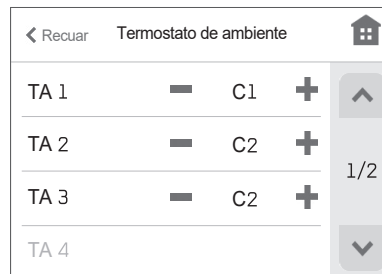 Recuar Termostato de ambiente
TA 1 C1
TA 2 C2
1/2
TA 3 C2
TA 4